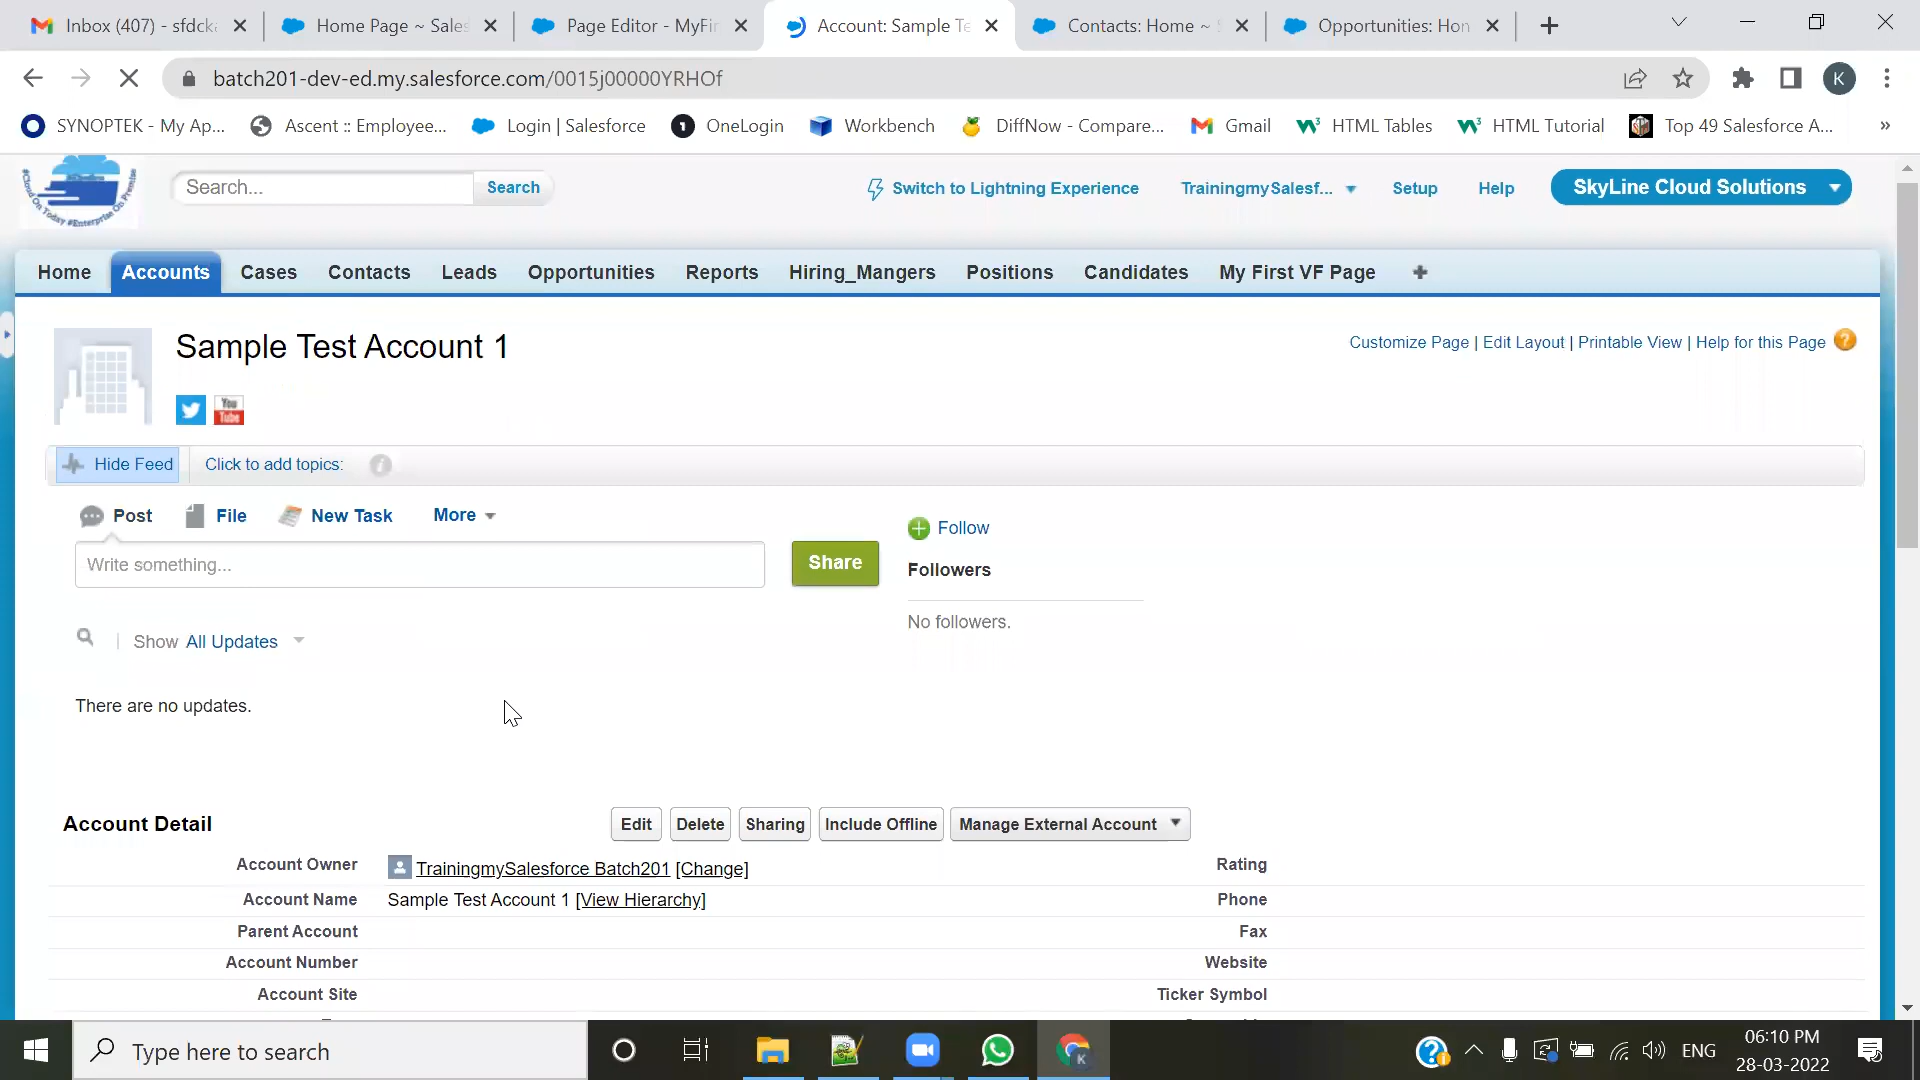 Inbox (407) - sfdcka
Home Page ~ Sales
Page Editor - MyFir
Account: Sample Te
Contacts: Home ~ S
Opportunities: Hom
batch201-dev-ed.my.salesforce.com/0015j00000YRHOf
K
SYNOPTEK - My Ap...
Ascent :: Employee...
Login | Salesforce
OneLogin
Workbench
DiffNow - Compare...
Gmail
HTML Tables
HTML Tutorial
Top 49 Salesforce A...
»
Search...
Search
Switch to Lightning Experience
TrainingmySalesf...
Setup
Help
SkyLine Cloud Solutions
Home
Accounts
Cases
Contacts
Leads
Opportunities
Reports
Hiring_Mangers
Positions
Candidates
My First VF Page
Sample Test Account 1
Customize Page | Edit Layout | Printable View | Help for this Page
You Tube
Hide Feed
Click to add topics:
Post
File
New Task
More
Write something...
Share
Follow
Followers
No followers.
Show All Updates
There are no updates.
Account Detail
Edit
Delete
Sharing
Include Offline
Manage External Account
Account Owner TrainingmySalesforce Batch201 [Change]
Rating
Account Name Sample Test Account 1 [View Hierarchy]
Phone
Parent Account
Fax
Account Number
Website
Account Site
Ticker Symbol
Type here to search
ENG
06:10 PM
28-03-2022